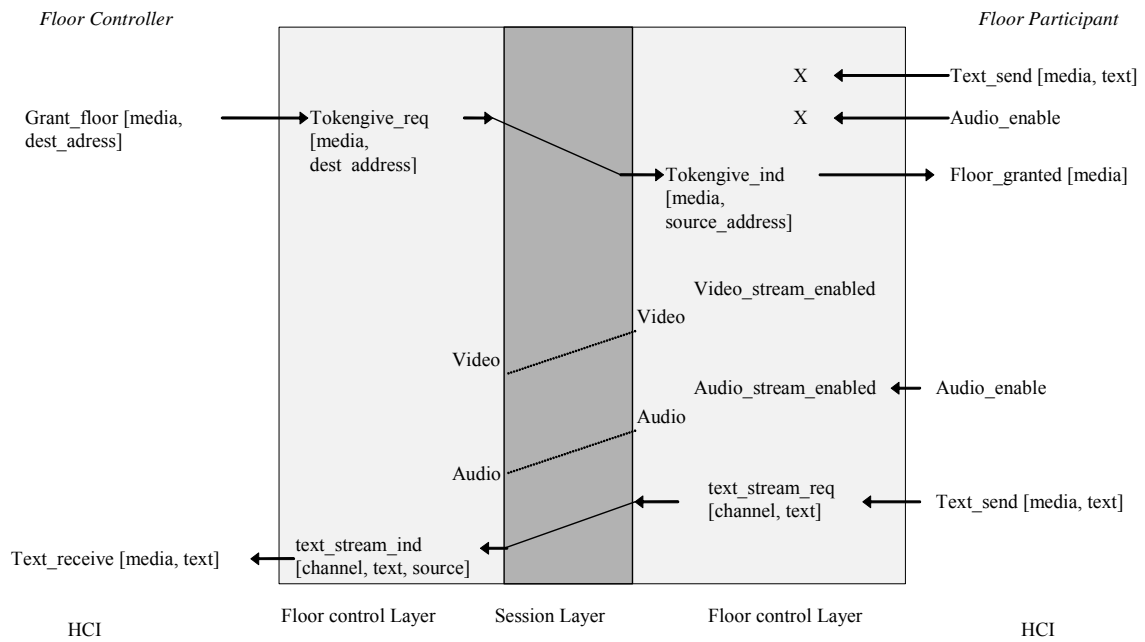 Floor Controller
Floor Participant
X
Text_send [media, text]
Grant_floor [media,
dest_adress]
Tokengive_req
[media,
dest_address]
X
Audio_enable
Tokengive_ind
[media,
source_address]
Floor_granted [media]
Video_stream_enabled
Video
Video
Audio_stream_enabled
Audio_enable
Audio
Audio
text_stream_req
[channel, text]
Text_send [media, text]
Text_receive [media, text]
text_stream_ind
[channel, text, source]
Floor control Layer
Session Layer
Floor control Layer
HCI
HCI